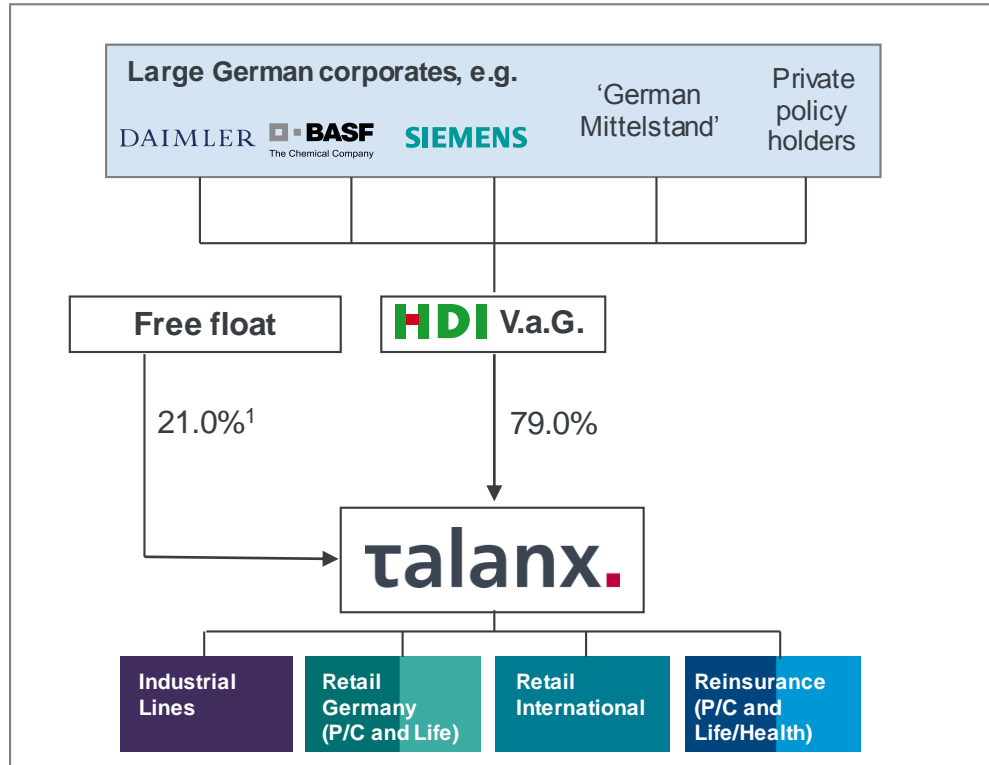 Large German corporates, e.g.
DAIMLER
BASF
The Chemical Company
SIEMENS
‘German
Mittelstand’
Private
policy
holders
Free float
HDI V.a.G.
21.0%¹
79.0%
talanx.
Industrial
Lines
Retail
Germany
(P/C and Life)
Retail
International
Reinsurance
(P/C and
Life/Health)